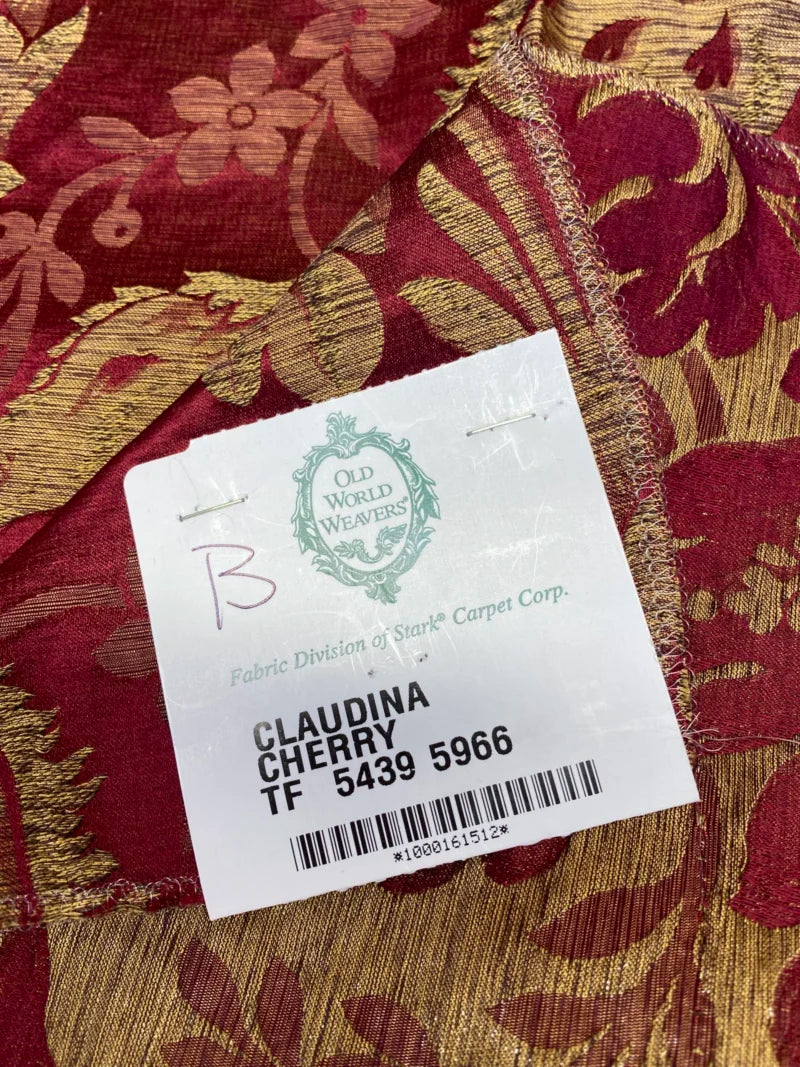 OLD
WORLD
WEAVERS®
B
Fabric Division of Stark® Carpet Corp.
CLAUDINA
CHERRY
TF 5439 5966
*1000161512*